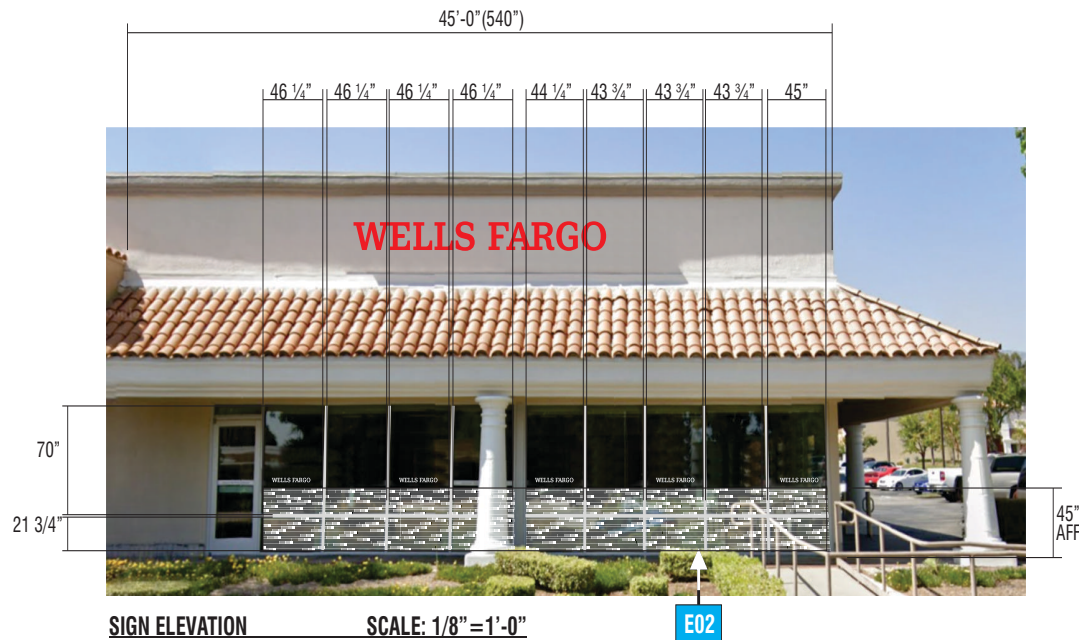 45’-0”(540”)
46 ¼” 46 ¼” 46 ¼” 46 ¼” 44 ¼” 43 ¾” 43 ¾” 43 ¾” 45”
WELLS FARGO
70”
WELLS FARGO WELLS FARGO WELLS FARGO WELLS FARGO WELLS FARGO
21 3/4”
45”
AFF
SIGN ELEVATION SCALE: 1/8”=1’-0”
E02